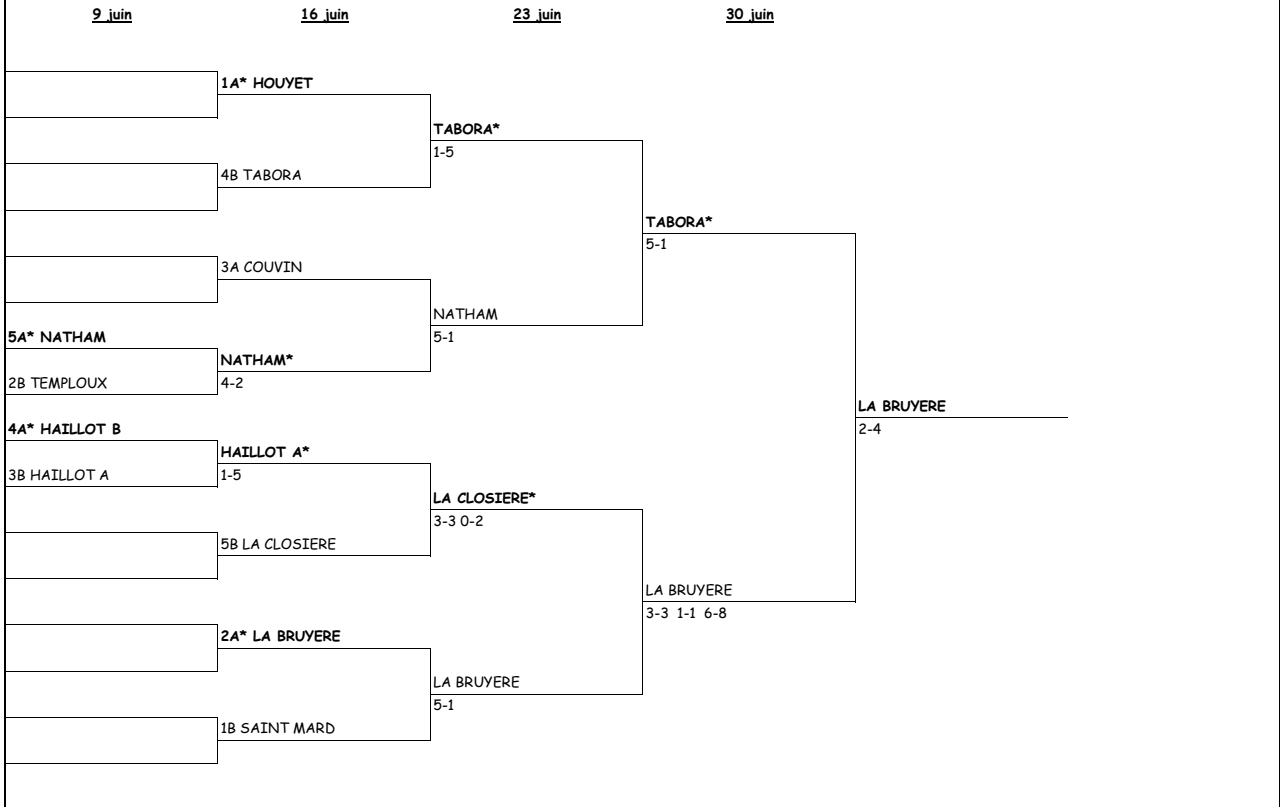 9 juin 16 juin 23 juin 30 juin
1A* HOUYET
TABORA*
1-5
4B TABORA
TABORA*
5-1
3A COUVIN
NATHAM
5-1
5A* NATHAM
NATHAM*
2B TEMPLOUX
4-2
LA BRUYERE
2-4
4A* HAILLOT B
HAILLOT A*
3B HAILLOT A
1-5
LA CLOSIERE*
3-3 0-2
5B LA CLOSIERE
LA BRUYERE
3-3 1-1 6-8
2A* LA BRUYERE
LA BRUYERE
5-1
1B SAINT MARD